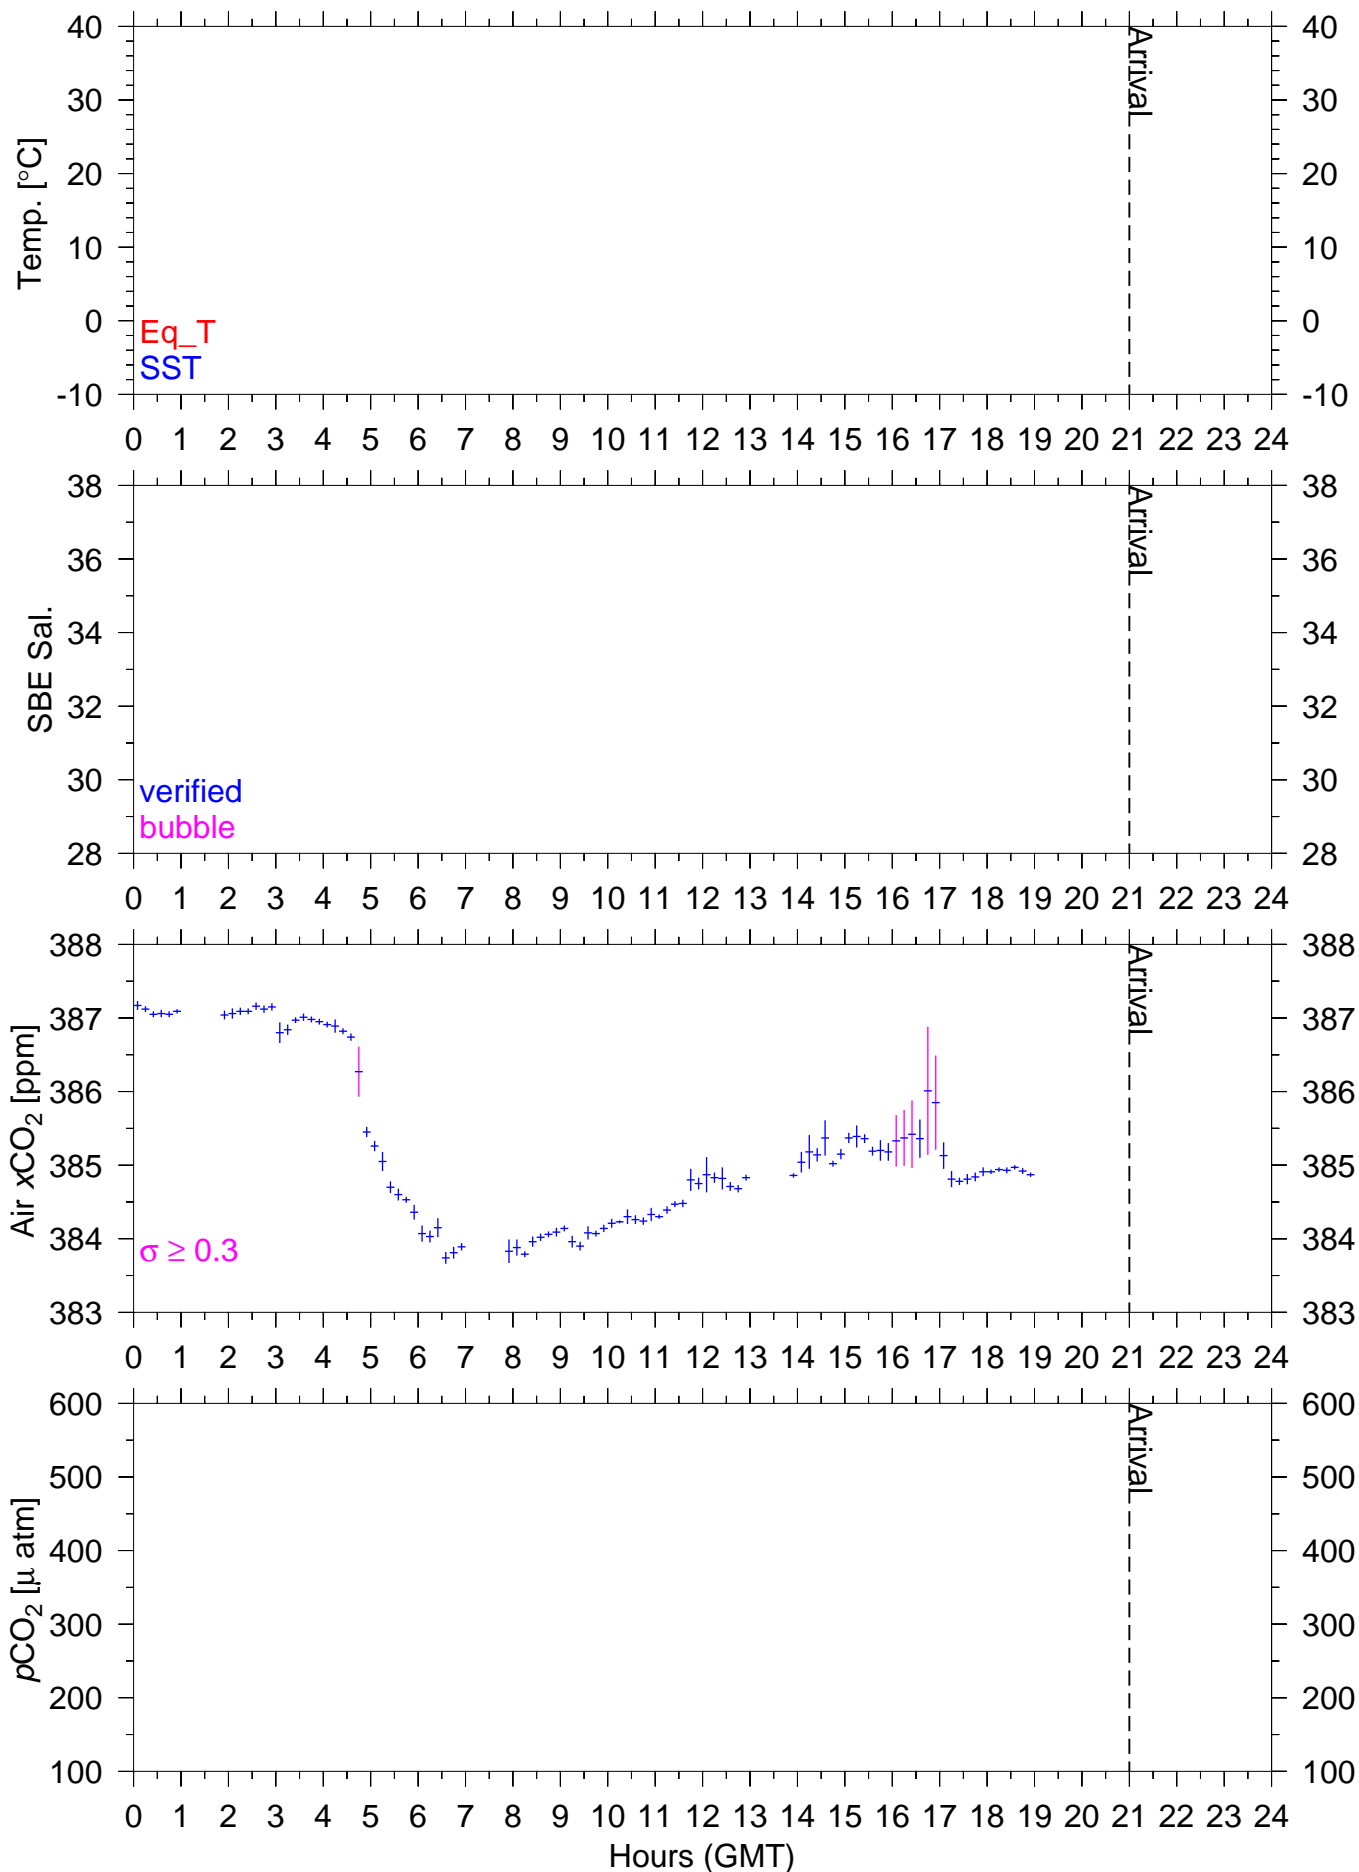 40 40
30 30
20 20
10 10
0 0
-10 -10
Temp. [°C]
Arrival
Eq_T
SST
0 1 2 3 4 5 6 7 8 9 10 11 12 13 14 15 16 17 18 19 20 21 22 23 24
38 38
36 36
34 34
32 32
30 30
28 28
SBE Sal.
Arrival
verified
bubble
0 1 2 3 4 5 6 7 8 9 10 11 12 13 14 15 16 17 18 19 20 21 22 23 24
388 388
387 387
386 386
385 385
384 384
383 383
Air xCO₂ [ppm]
Arrival
σ ≥ 0.3
0 1 2 3 4 5 6 7 8 9 10 11 12 13 14 15 16 17 18 19 20 21 22 23 24
600 600
500 500
400 400
300 300
200 200
100 100
pCO₂ [μ atm]
Arrival
0 1 2 3 4 5 6 7 8 9 10 11 12 13 14 15 16 17 18 19 20 21 22 23 24
Hours (GMT)